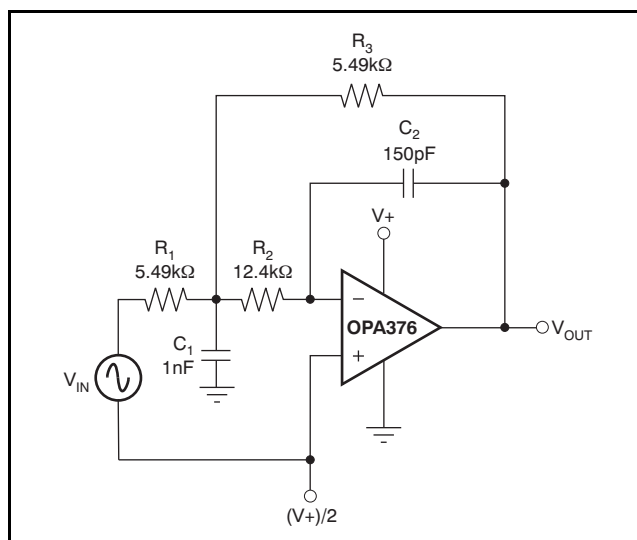 R3
5.49kΩ
C2
150pF
V+
R1
5.49kΩ
R2
12.4kΩ
−
OPA376
+
VOUT
C1
1nF
VIN
(V+)/2